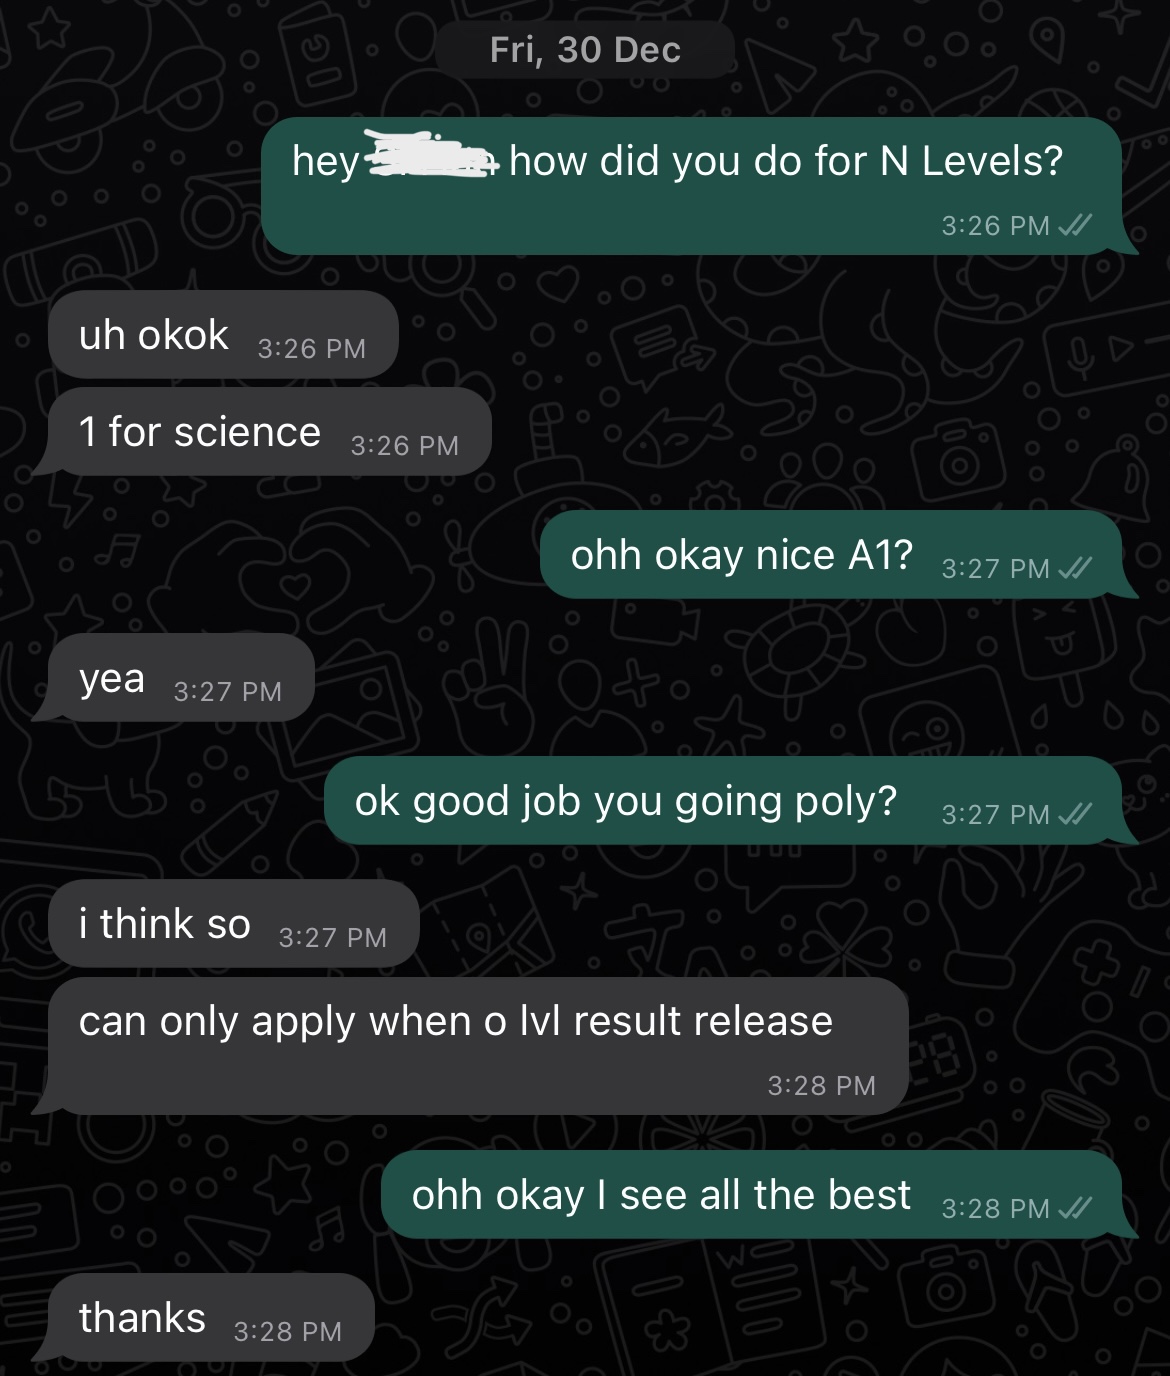 Fri, 30 Dec
hey how did you do for N Levels?
3:26 PM
uh okok 3:26 PM
1 for science 3:26 PM
ohh okay nice A1? 3:27 PM
yea 3:27 PM
ok good job you going poly? 3:27 PM
i think so 3:27 PM
can only apply when o lvl result release
3:28 PM
ohh okay I see all the best 3:28 PM
thanks 3:28 PM